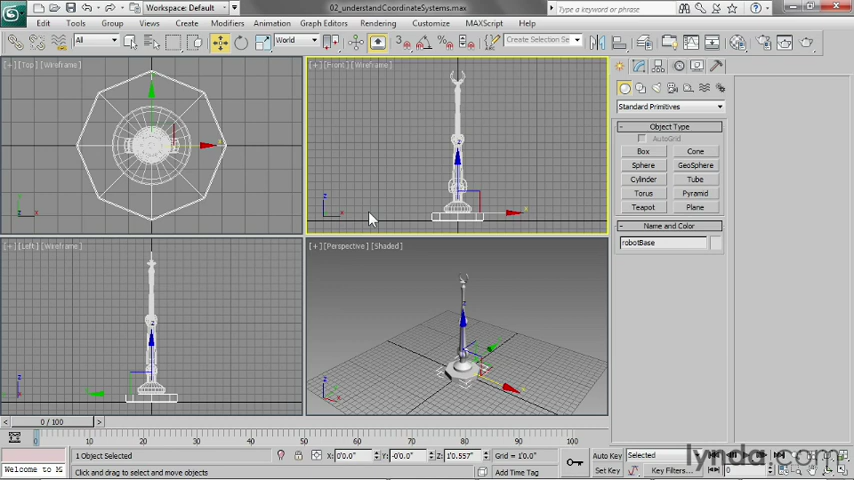 Workspace: Default
02_understandCoordinateSystems.max
Type a keyword or phrase
Edit Tools Group Views Create Modifiers Animation Graph Editors Rendering Customize MAXScript Help
All
World
Create Selection Se
[+][Top][Wireframe]
[+][Front][Wireframe]
Standard Primitives
Object Type
AutoGrid
Box Cone
Sphere GeoSphere
Cylinder Tube
Torus Pyramid
Teapot Plane
Name and Color
robotBase
[+][Left][Wireframe]
[+][Perspective][Shaded]
0 / 100
0 10 20 30 40 50 60 70 80 90 100
1 Object Selected
X: 0'0.0" Y: -0'0.0" Z: 1'0.557" Grid = 1'0.0"
Auto Key Selected
Welcome to M
Click and drag to select and move objects
Add Time Tag
Set Key Key Filters...
0
lynda.com